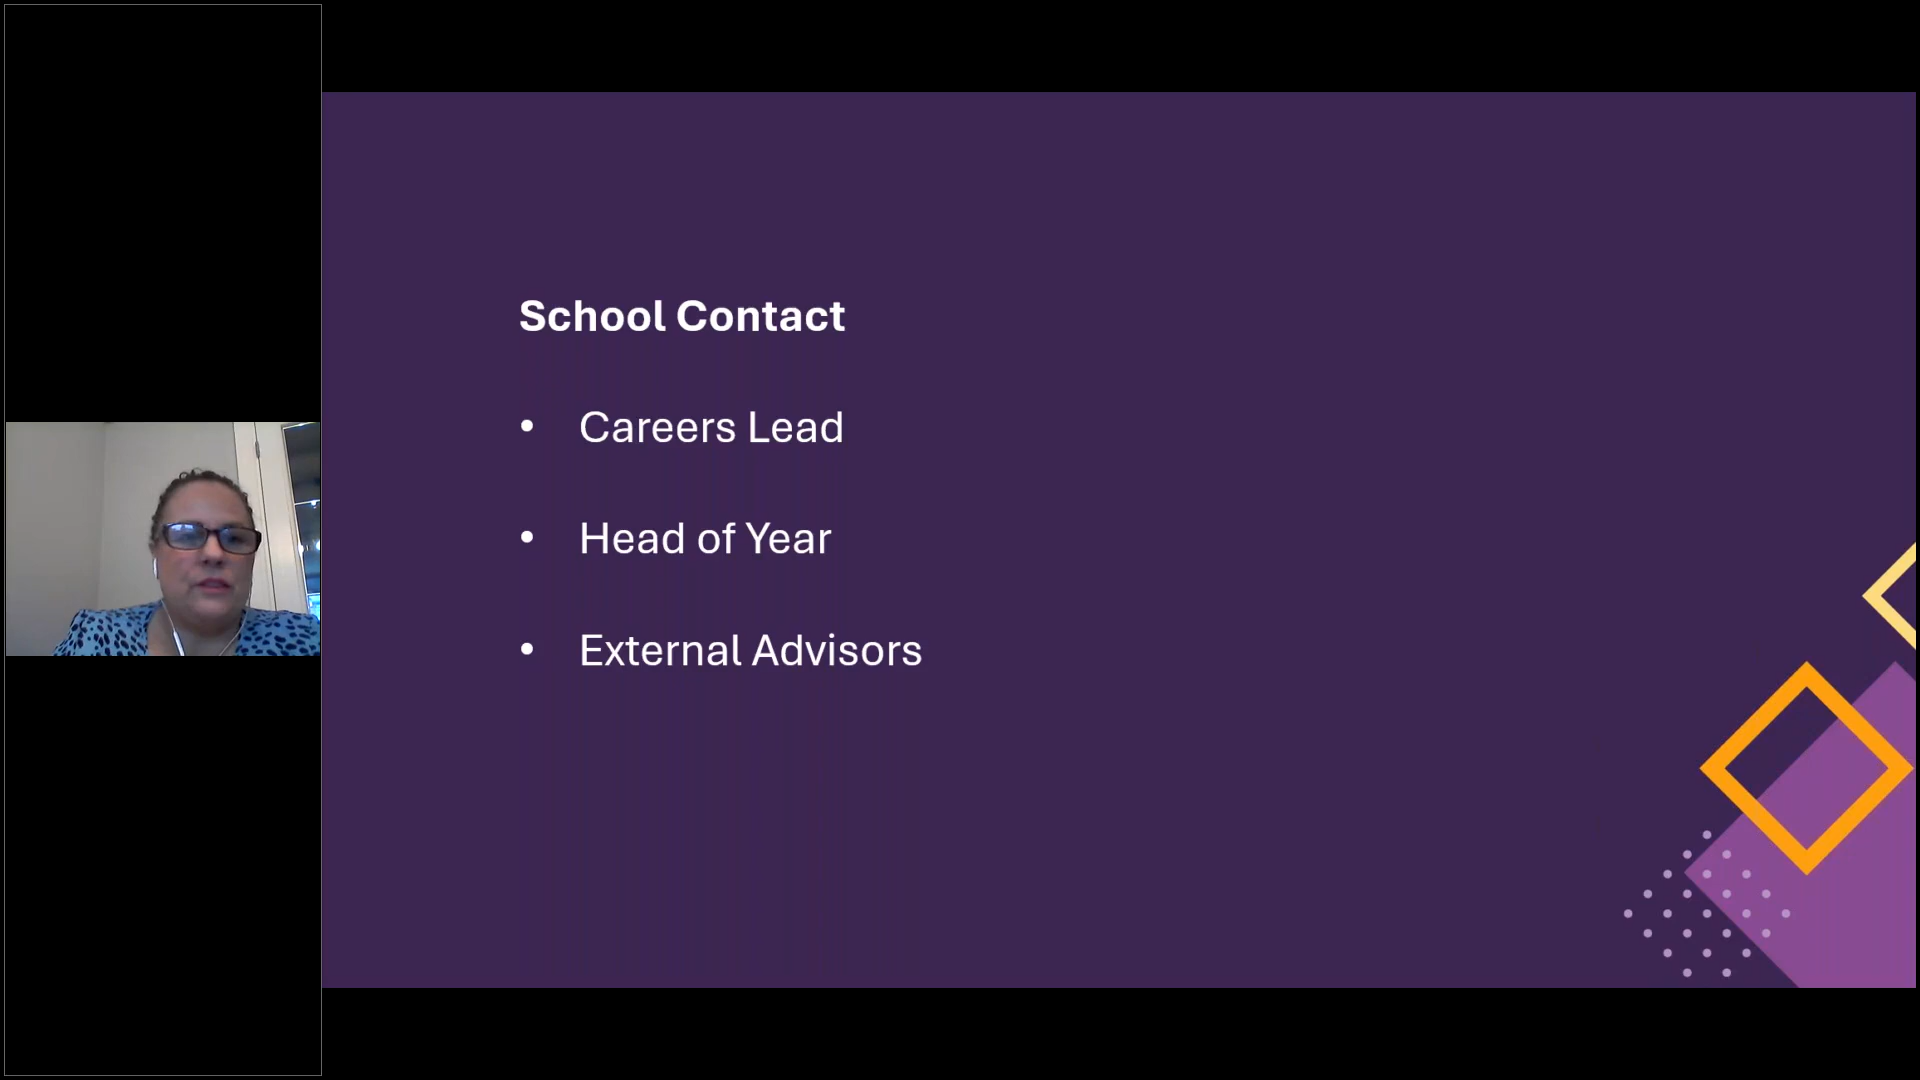 School Contact
• Careers Lead
• Head of Year
• External Advisors